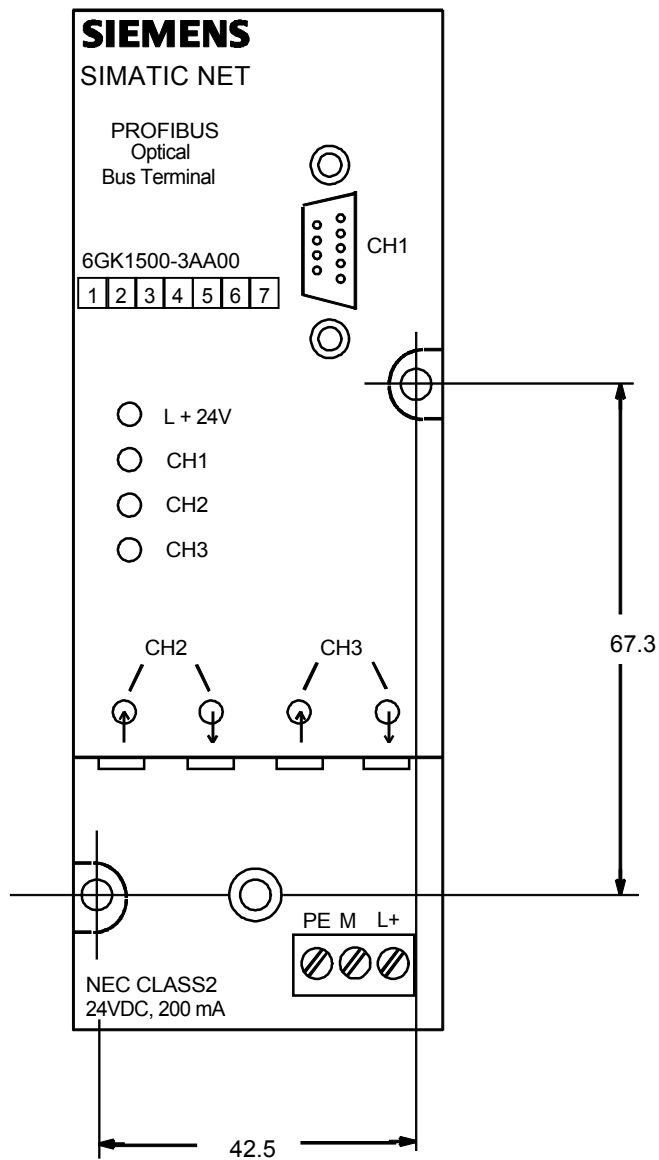 SIEMENS
SIMATIC NET
PROFIBUS
Optical
Bus Terminal
CH1
6GK1500-3AA00
1 2 3 4 5 6 7
L + 24V
CH1
CH2
CH3
CH2 CH3
67.3
PE M L+
NEC CLASS2
24VDC, 200 mA
42.5